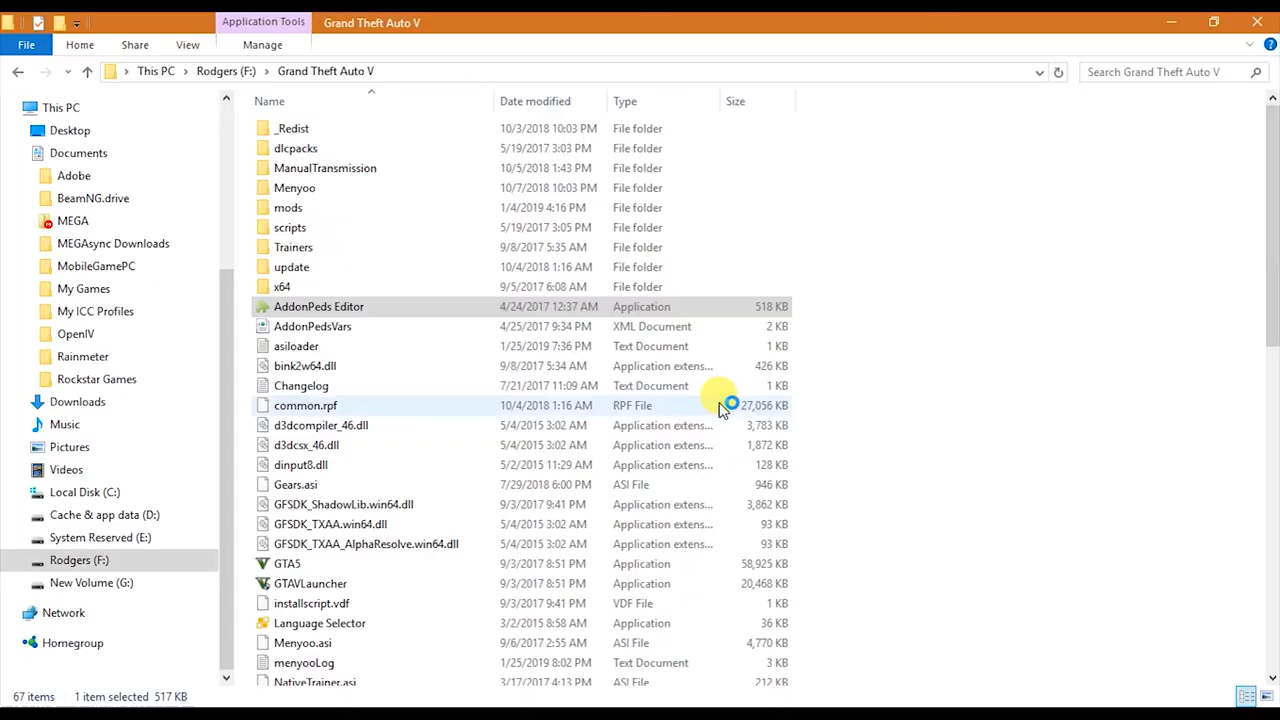 Application Tools
Grand Theft Auto V
File
Home
Share
View
Manage
This PC
Rodgers (F:)
Grand Theft Auto V
Search Grand Theft Auto V
This PC
Desktop
Documents
Adobe
BeamNG.drive
MEGA
MEGAsync Downloads
MobileGamePC
My Games
My ICC Profiles
OpenIV
Rainmeter
Rockstar Games
Downloads
Music
Pictures
Videos
Local Disk (C:)
Cache & app data (D:)
System Reserved (E:)
Rodgers (F:)
New Volume (G:)
Network
Homegroup
Name Date modified Type Size
_Redist 10/3/2018 10:03 PM File folder
dlcpacks 5/19/2017 3:03 PM File folder
ManualTransmission 10/5/2018 1:43 PM File folder
Menyoo 10/7/2018 10:03 PM File folder
mods 1/4/2019 4:16 PM File folder
scripts 5/19/2017 3:05 PM File folder
Trainers 9/8/2017 5:35 AM File folder
update 10/4/2018 1:16 AM File folder
x64 9/5/2017 6:08 AM File folder
AddonPeds Editor 4/24/2017 12:37 AM Application 518 KB
AddonPedsVars 4/25/2017 9:34 PM XML Document 2 KB
asiloader 1/25/2019 7:36 PM Text Document 1 KB
bink2w64.dll 9/8/2017 5:34 AM Application extens... 426 KB
Changelog 7/21/2017 11:09 AM Text Document 1 KB
common.rpf 10/4/2018 1:16 AM RPF File 27,056 KB
d3dcompiler_46.dll 5/4/2015 3:02 AM Application extens... 3,783 KB
d3dcsx_46.dll 5/4/2015 3:02 AM Application extens... 1,872 KB
dinput8.dll 5/2/2015 11:29 AM Application extens... 128 KB
Gears.asi 7/29/2018 6:00 PM ASI File 946 KB
GFSDK_ShadowLib.win64.dll 9/3/2017 9:41 PM Application extens... 3,862 KB
GFSDK_TXAA.win64.dll 5/4/2015 3:02 AM Application extens... 93 KB
GFSDK_TXAA_AlphaResolve.win64.dll 5/4/2015 3:02 AM Application extens... 93 KB
GTA5 9/3/2017 8:51 PM Application 58,925 KB
GTAVLauncher 9/3/2017 8:51 PM Application 20,468 KB
installscript.vdf 9/3/2017 9:41 PM VDF File 1 KB
Language Selector 3/2/2015 8:58 AM Application 36 KB
Menyoo.asi 9/6/2017 2:55 AM ASI File 4,770 KB
menyooLog 1/25/2019 8:02 PM Text Document 3 KB
NativeTrainer.asi 3/17/2017 4:13 PM ASI File 212 KB
67 items 1 item selected 517 KB